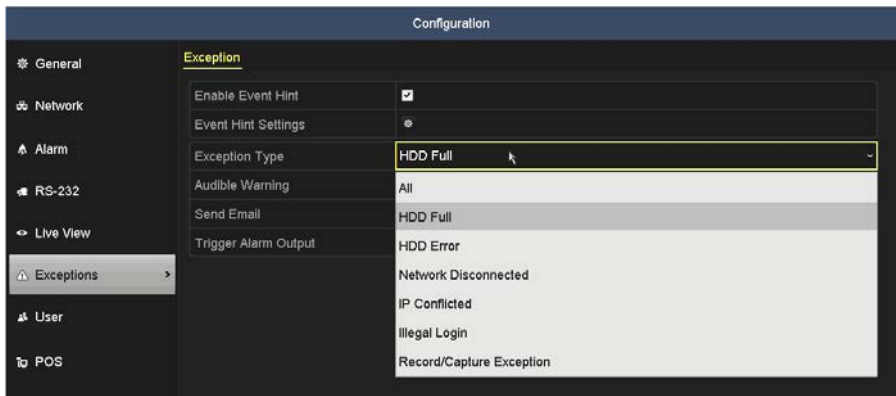 Configuration
General
Network
Alarm
RS-232
Live View
Exceptions
User
POS
Exception
Enable Event Hint
Event Hint Settings
Exception Type HDD Full
Audible Warning
Send Email
Trigger Alarm Output
All
HDD Full
HDD Error
Network Disconnected
IP Conflicted
Illegal Login
Record/Capture Exception